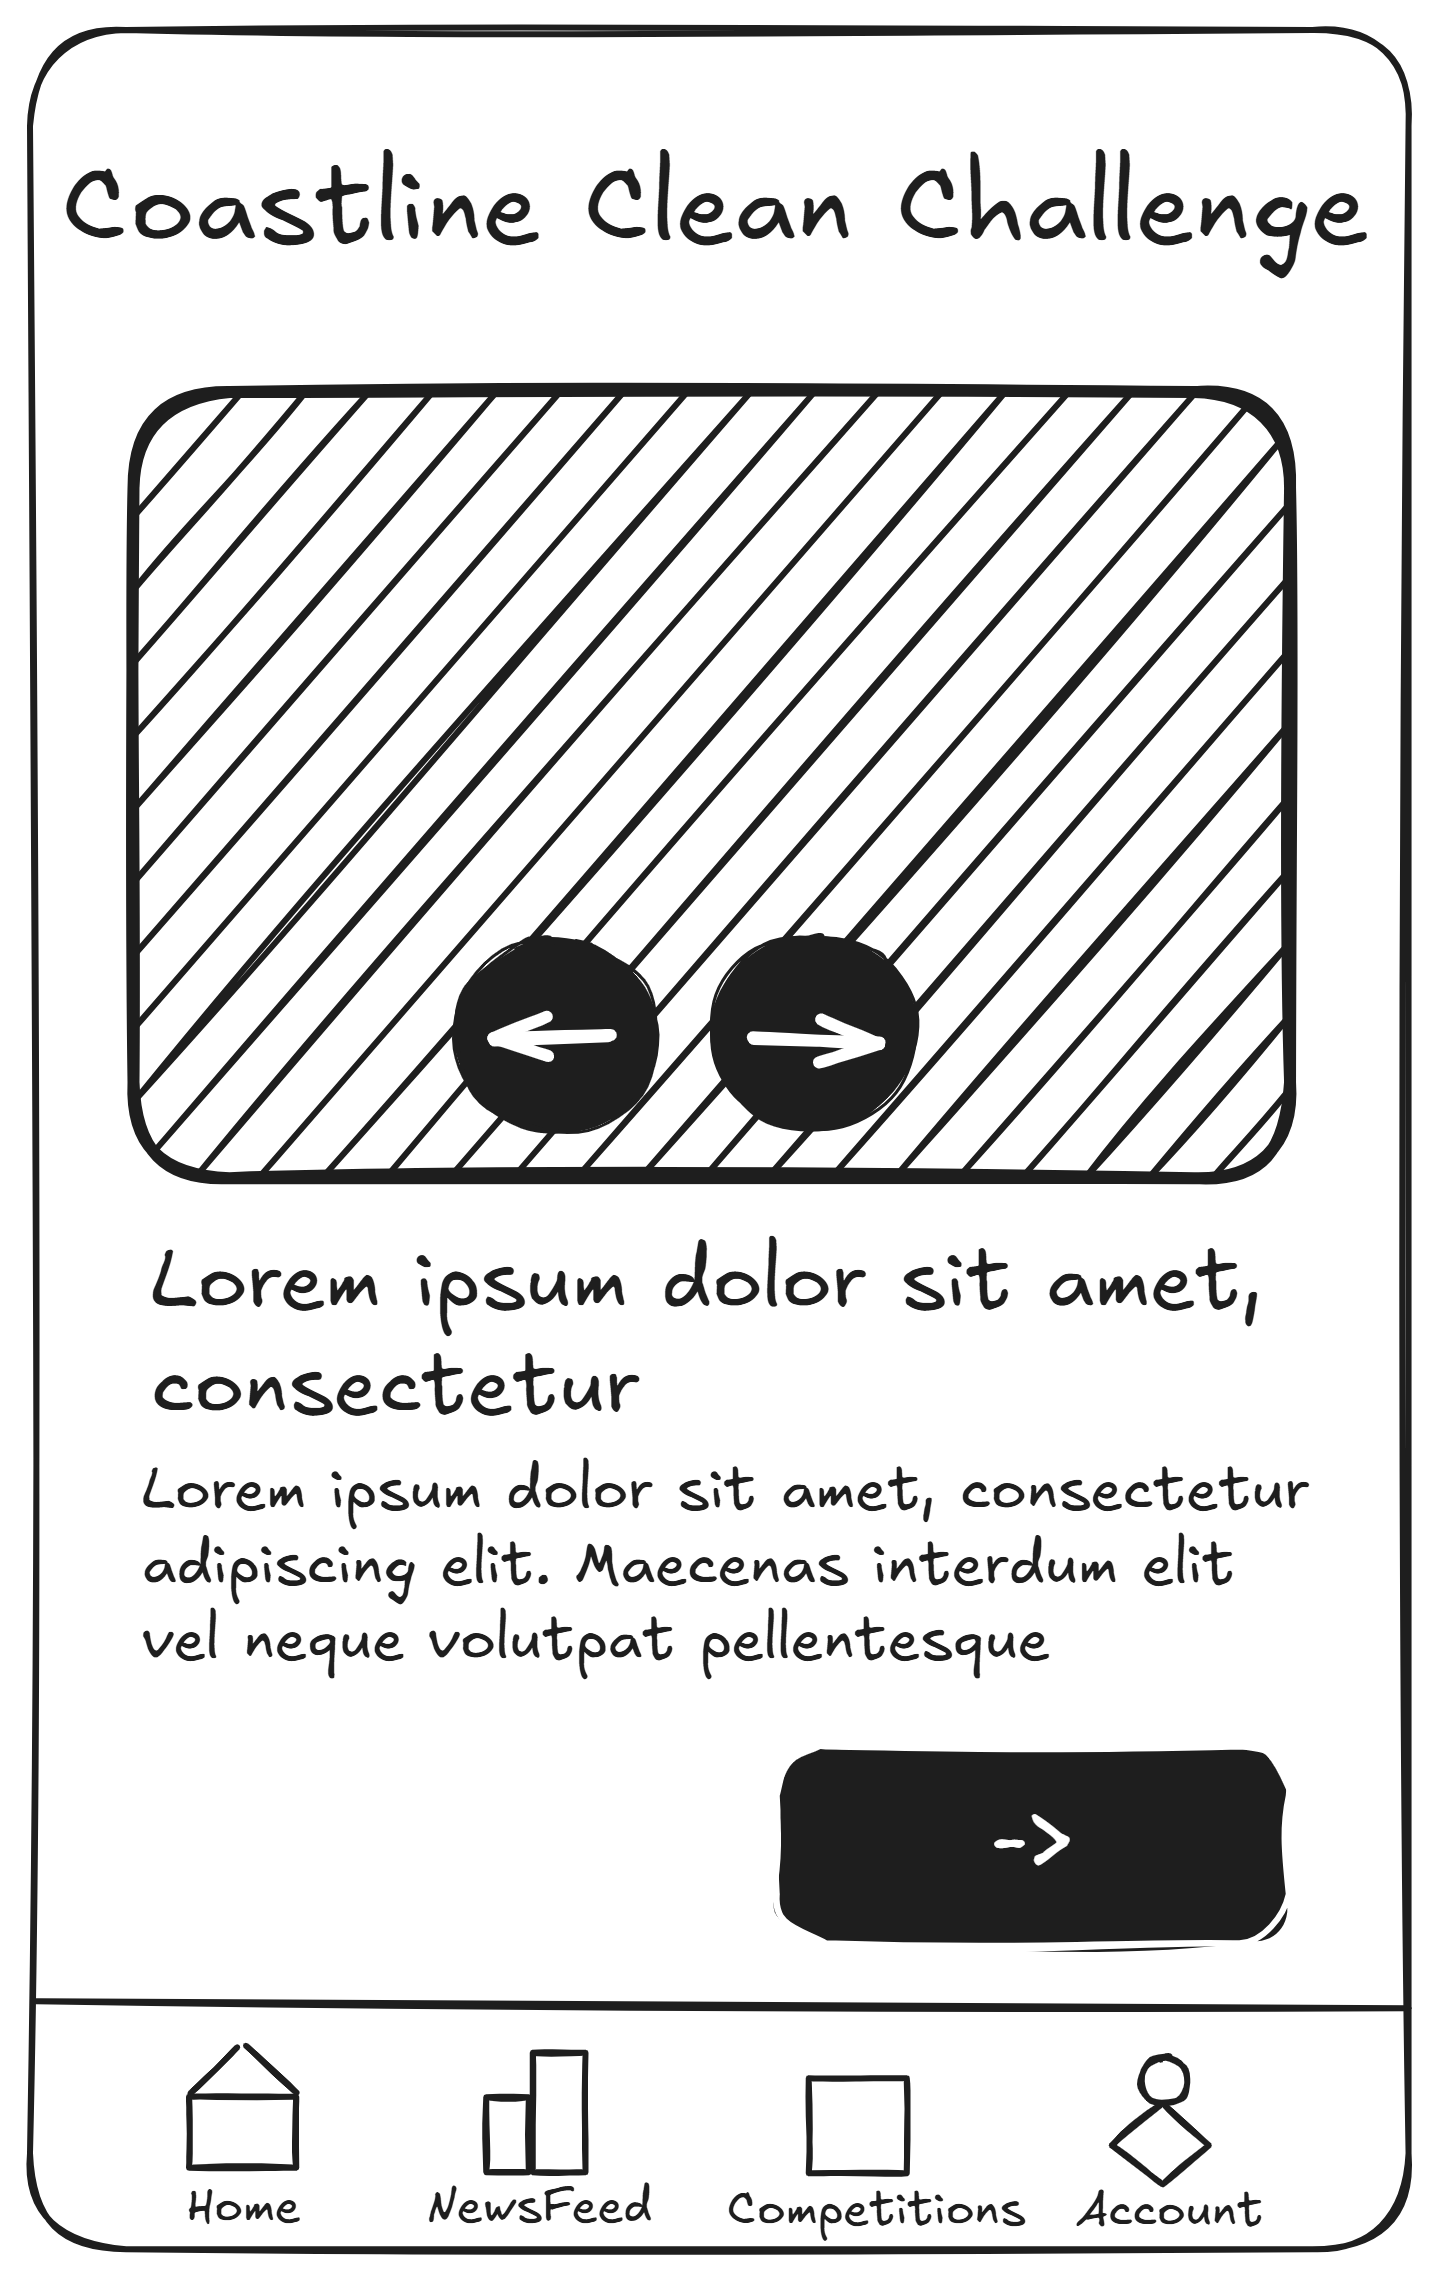 Coastline Clean Challenge
Lorem ipsum dolor sit amet,
consectetur
Lorem ipsum dolor sit amet, consectetur
adipiscing elit. Maecenas interdum elit
vel neque volutpat pellentesque
->
Home NewsFeed Competitions Account